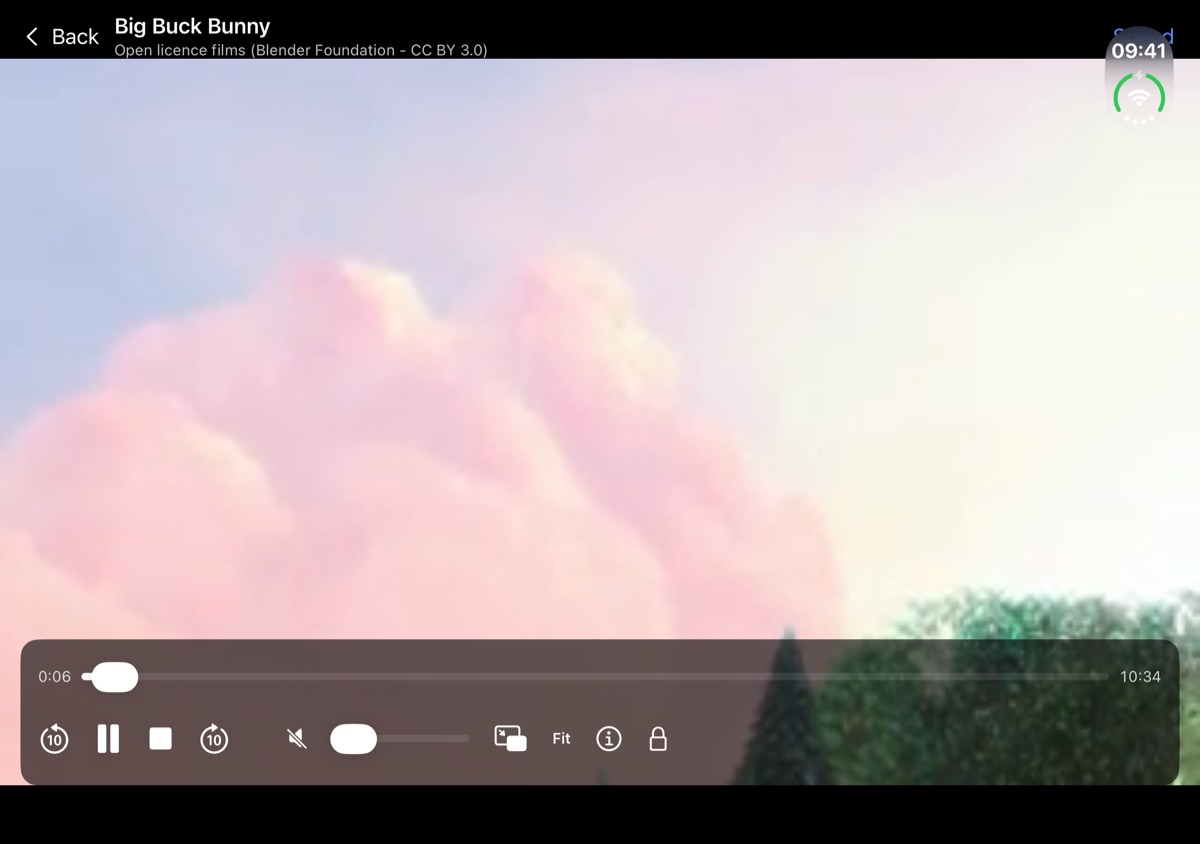 Back
Big Buck Bunny
Open licence films (Blender Foundation - CC BY 3.0)
09:41
0:06
10:34
10
10
Fit